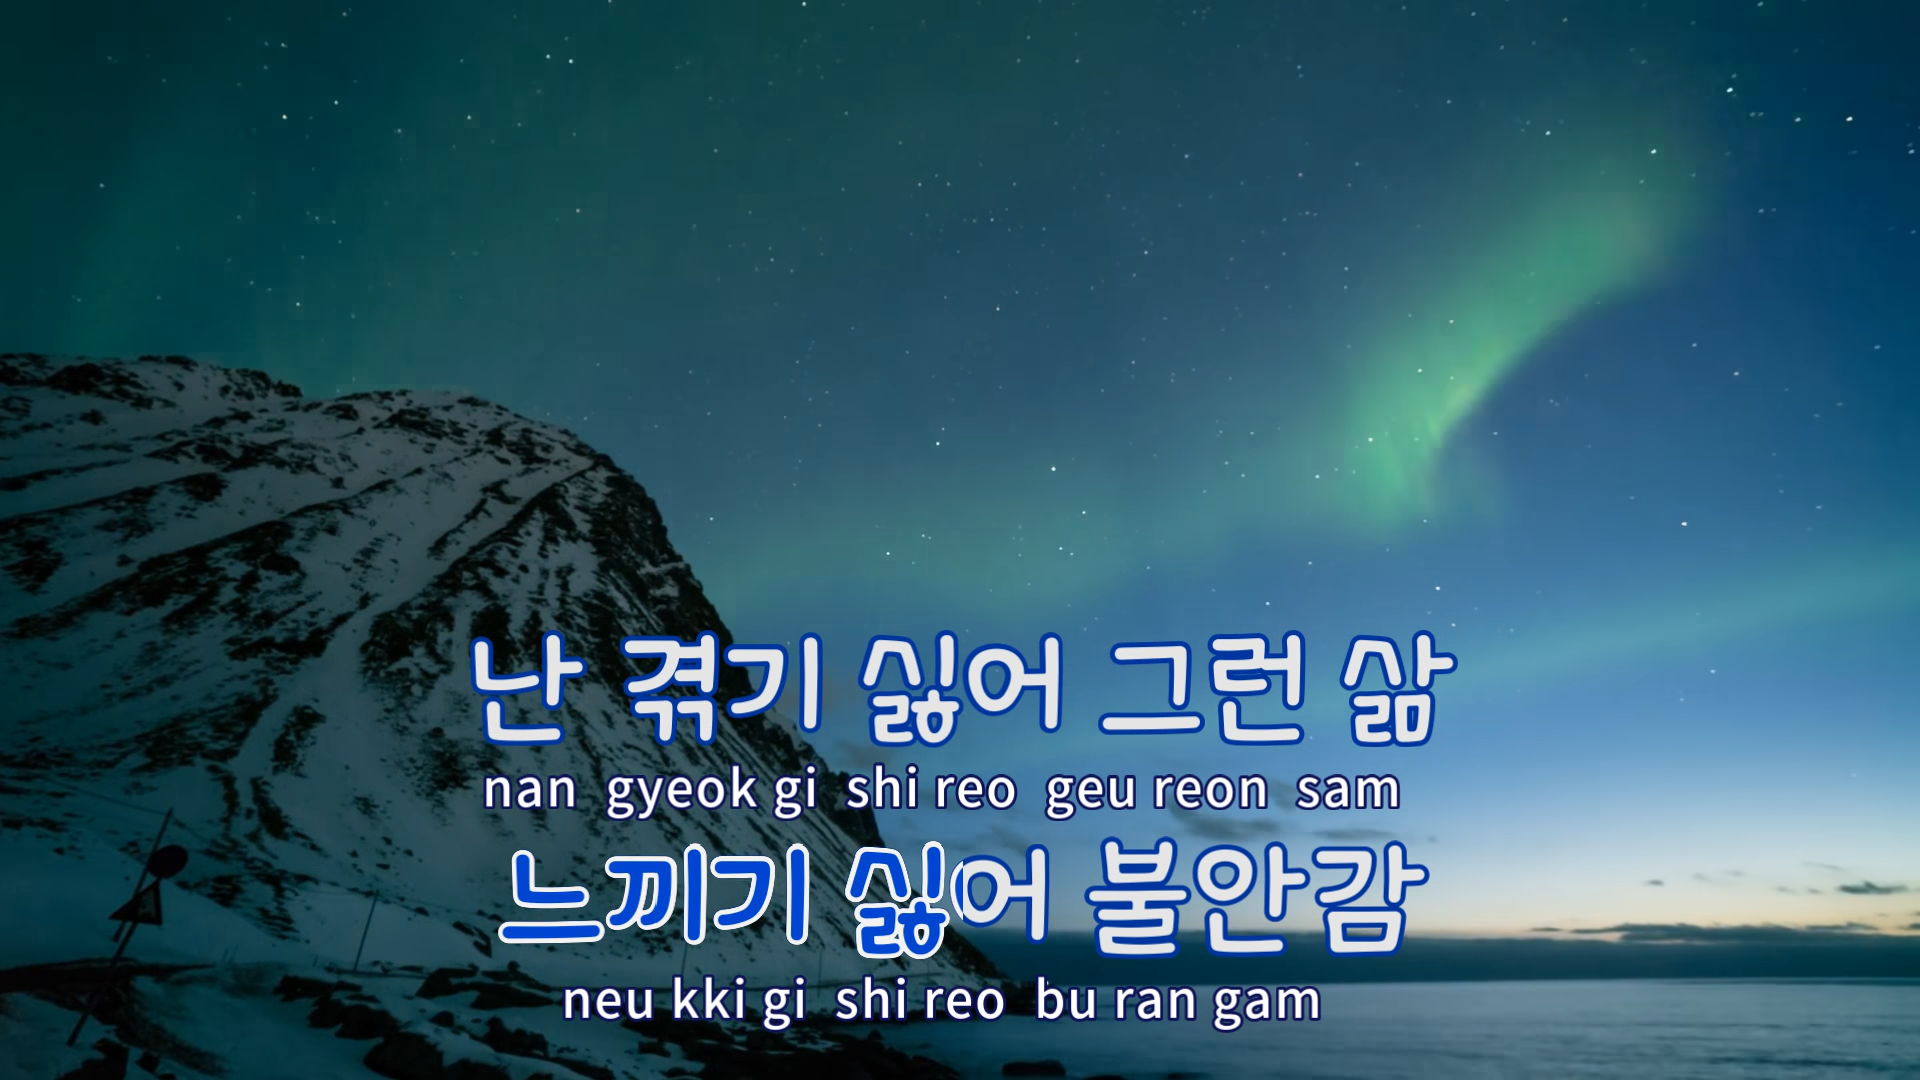 난 겪기 싫어 그런 삶
nan gyeok gi shi reo geu reon sam
느끼기 싫어 불안감
neu kki gi shi reo bu ran gam